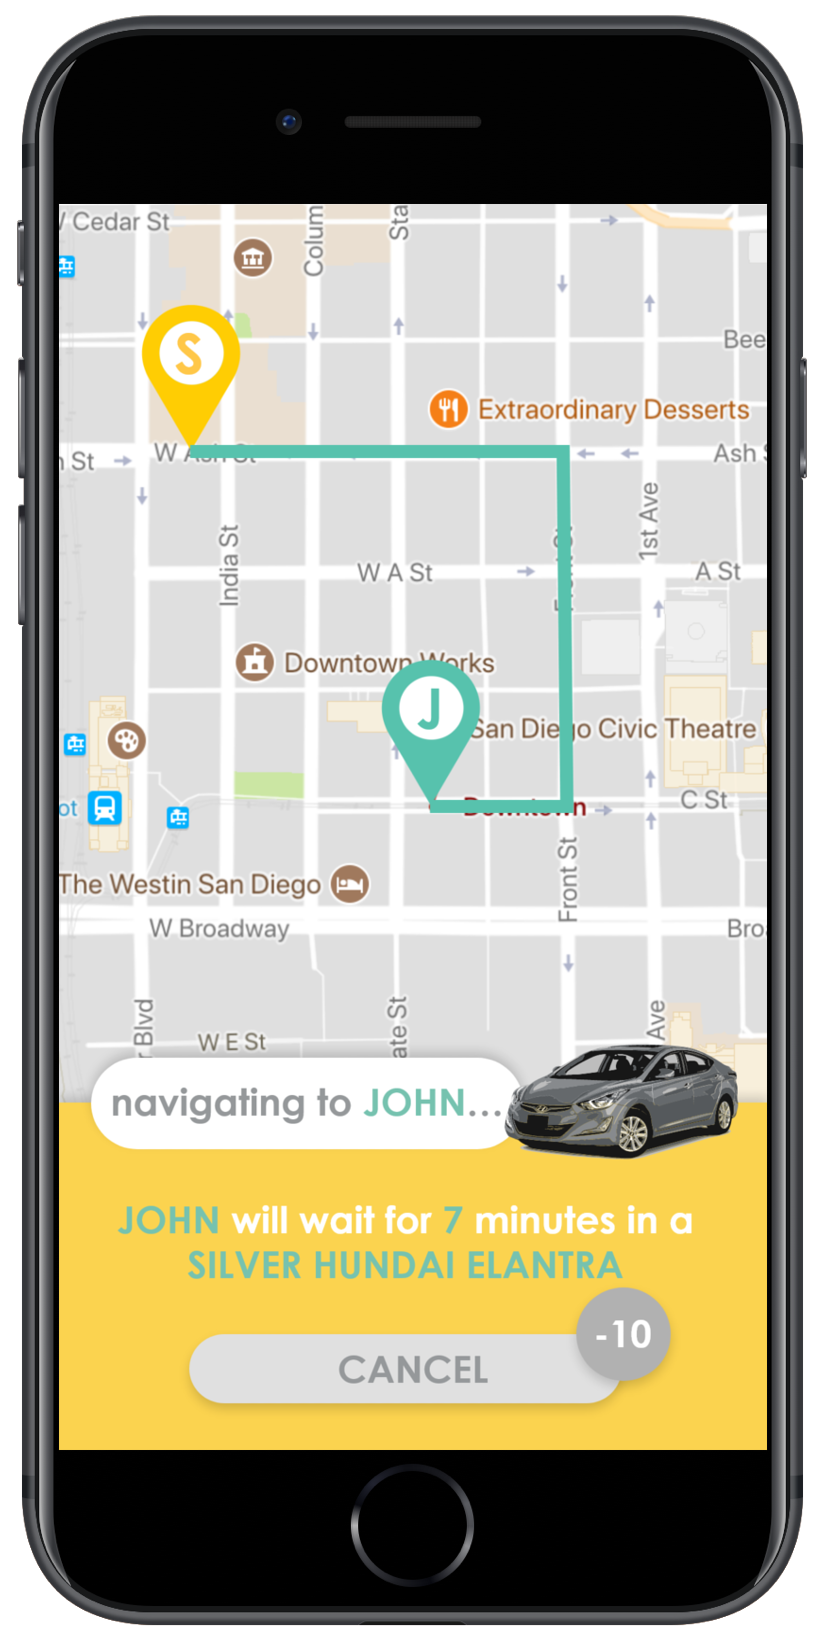 Cedar St
Colum
Sta
S
Bee
Extraordinary Desserts
St
W Ash St
Ash
1st Ave
India St
W A St
Front St
A St
Downtown Works
J
San Diego Civic Theatre
ot
Downtown
C St
The Westin San Diego
Front St
W Broadway
Bro
r Blvd
W E St
ate St
Ave
navigating to JOHN...
JOHN will wait for 7 minutes in a
SILVER HUNDAI ELANTRA
-10
CANCEL